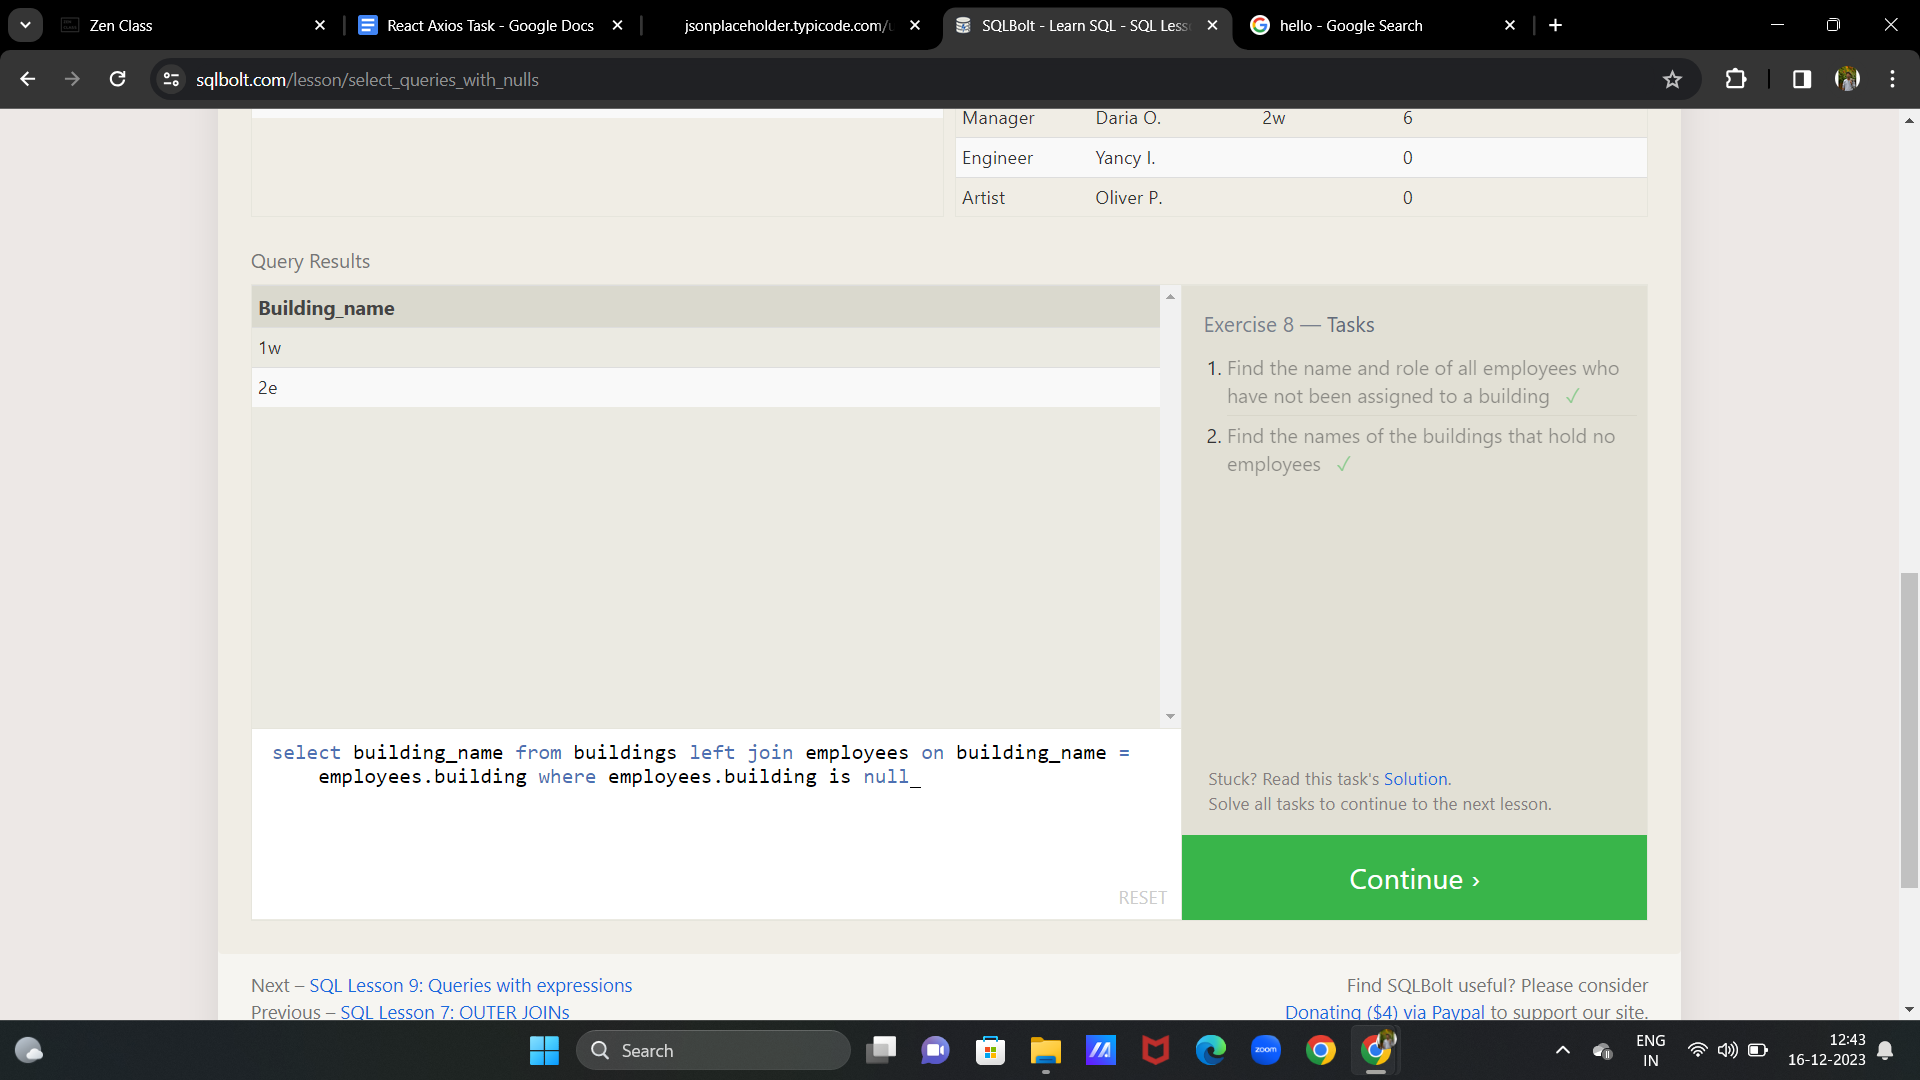 Zen Class
React Axios Task - Google Docs
jsonplaceholder.typicode.com/
SQLBolt - Learn SQL - SQL Less
hello - Google Search
sqlbolt.com/lesson/select_queries_with_nulls
Manager Daria O. 2w 6
Engineer Yancy I. 0
Artist Oliver P. 0
Query Results
Building_name
1w
2e
Exercise 8 — Tasks
1. Find the name and role of all employees who
have not been assigned to a building ✓
2. Find the names of the buildings that hold no
employees ✓
select building_name from buildings left join employees on building_name =
employees.building where employees.building is null_
RESET
Stuck? Read this task's Solution.
Solve all tasks to continue to the next lesson.
Continue ›
Next – SQL Lesson 9: Queries with expressions
Previous – SQL Lesson 7: OUTER JOINs
Find SQLBolt useful? Please consider
Donating ($4) via Paypal to support our site.
Search
zoom
ENG
IN
12:43
16-12-2023